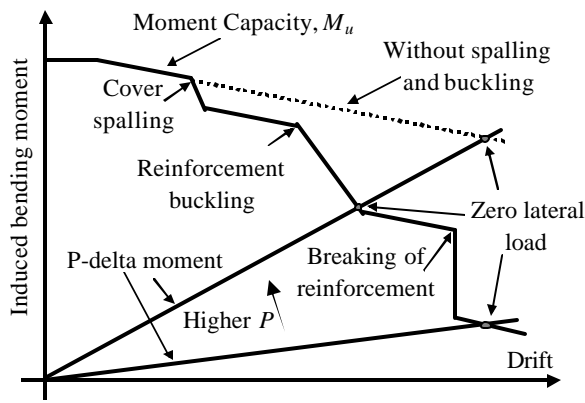 Moment Capacity, Mu
Without spalling
and buckling
Cover
spalling
Reinforcement
buckling
Zero lateral
load
P-delta moment
Breaking of
reinforcement
Higher P
Drift
Induced bending moment